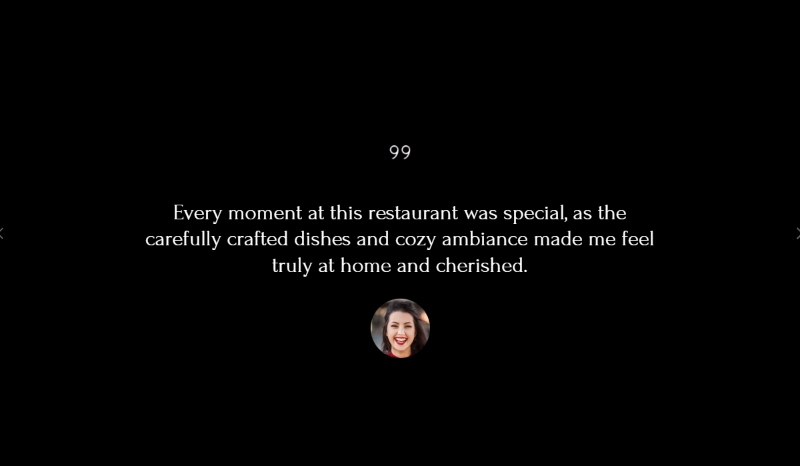 99
Every moment at this restaurant was special, as the
carefully crafted dishes and cozy ambiance made me feel
truly at home and cherished.